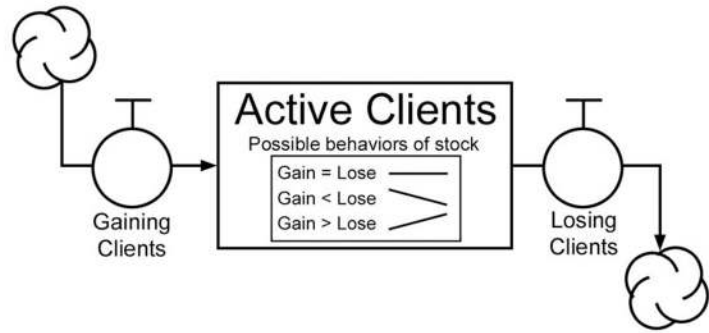 Active Clients
Possible behaviors of stock
Gain = Lose
Gain < Lose
Gain > Lose
Gaining
Clients
Losing
Clients